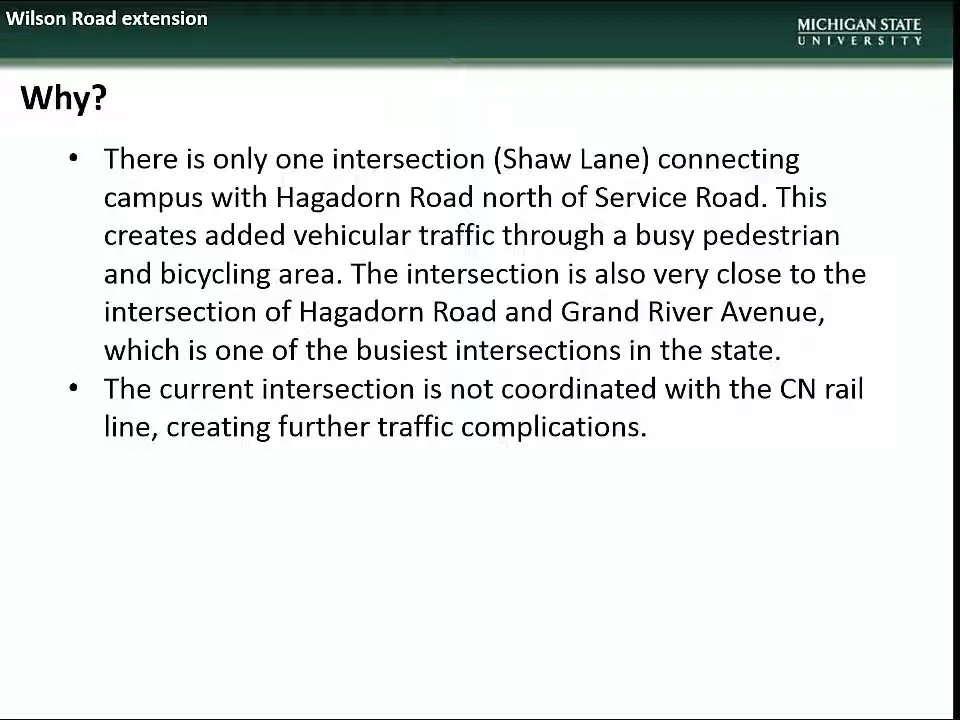 Wilson Road extension
MICHIGAN STATE
UNIVERSITY
Why?
• There is only one intersection (Shaw Lane) connecting
campus with Hagadorn Road north of Service Road. This
creates added vehicular traffic through a busy pedestrian
and bicycling area. The intersection is also very close to the
intersection of Hagadorn Road and Grand River Avenue,
which is one of the busiest intersections in the state.
• The current intersection is not coordinated with the CN rail
line, creating further traffic complications.